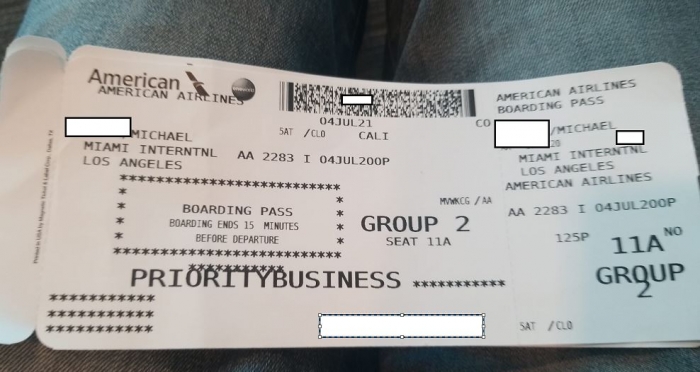 American
AMERICAN AIRLINES
04JUL21
SAT /CLO CALI CO
/MICHAEL
MIAMI INTERNTNL
LOS ANGELES
AA 2283 I 04JUL200P
BOARDING PASS
BOARDING ENDS 15 MINUTES
BEFORE DEPARTURE
MVWKCG /AA
GROUP 2
SEAT 11A
***********
PRIORITYBUSINESS ***********
***********
***********
***********
AMERICAN AIRLINES
BOARDING PASS
/MICHAEL
20
MIAMI INTERNTNL
LOS ANGELES
AMERICAN AIRLINES
AA 2283 I 04JUL200P
125P 11A NO
GROUP
2
SAT /CLO